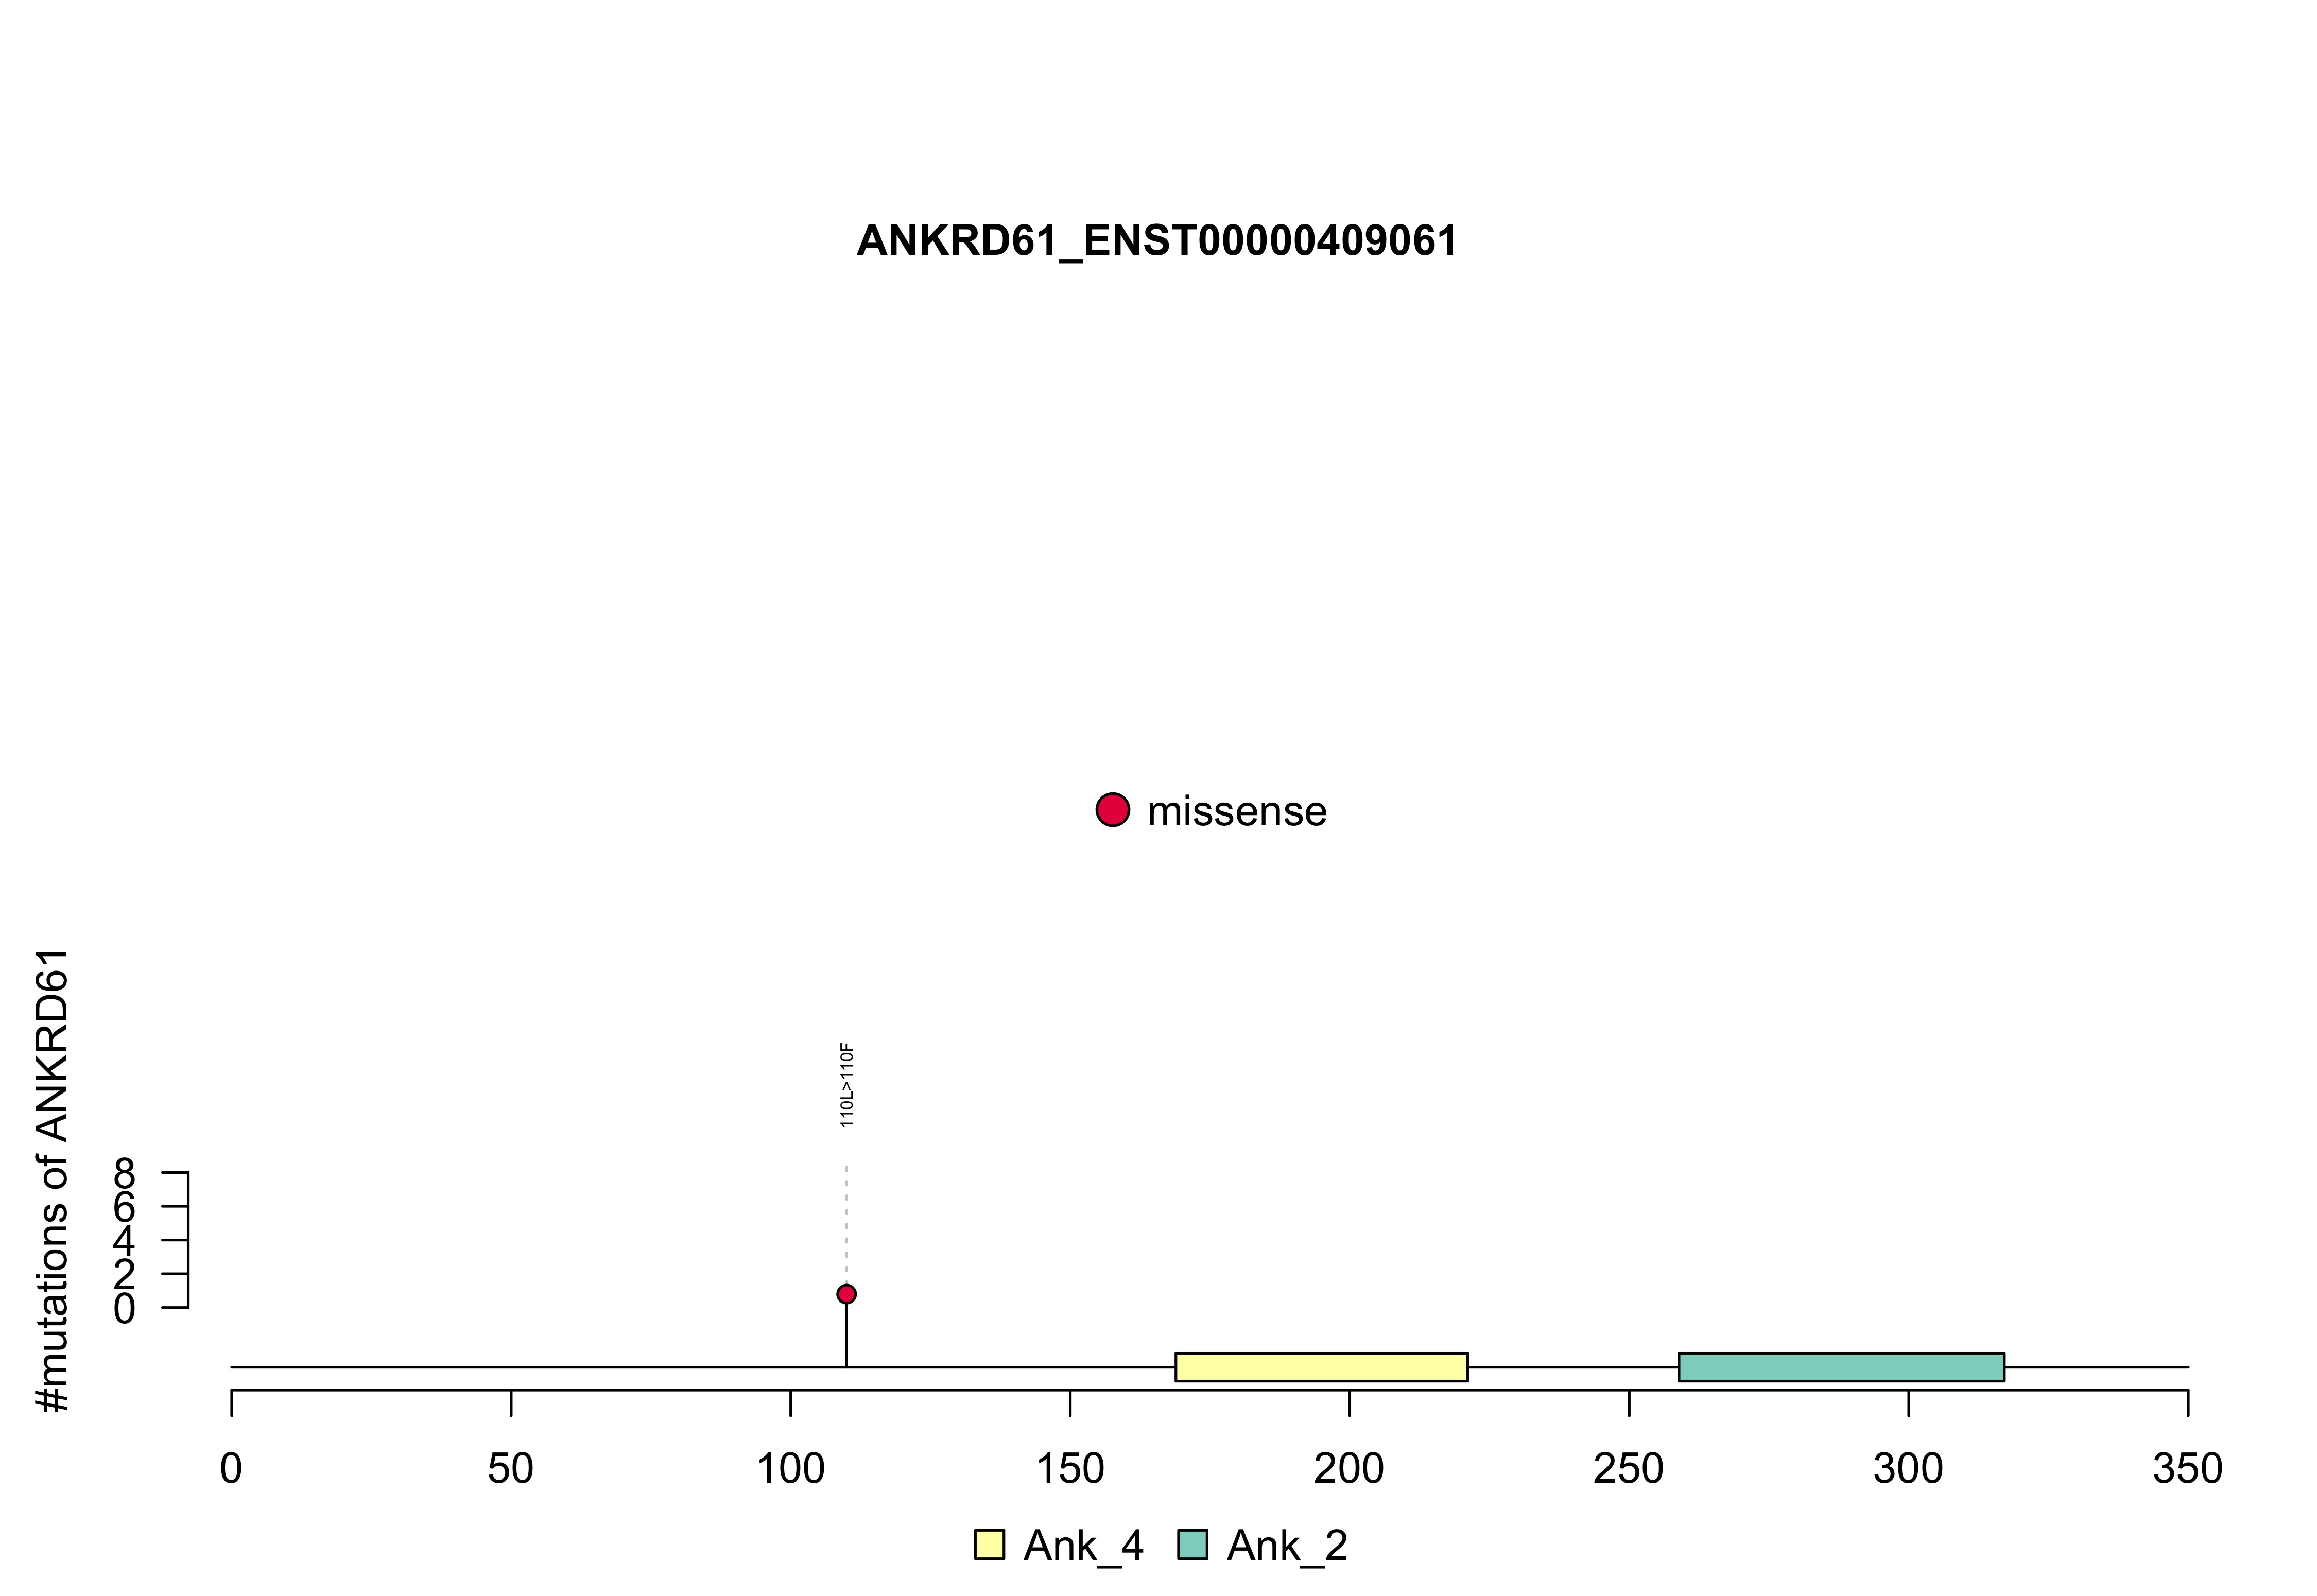 ANKRD61_ENST00000409061
missense
#mutations of ANKRD61
110L>110F
8
6
4
2
0
0 50 100 150 200 250 300 350
Ank_4 Ank_2